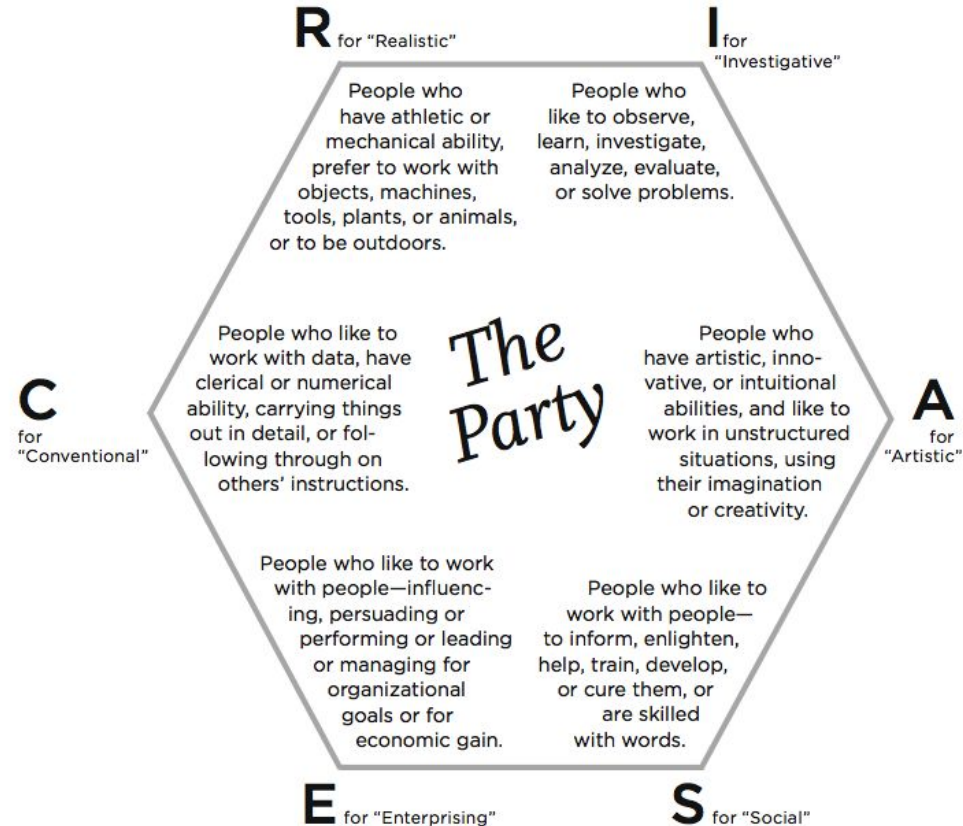 R for “Realistic”
I for
“Investigative”
People who
have athletic or
mechanical ability,
prefer to work with
objects, machines,
tools, plants, or animals,
or to be outdoors.
People who
like to observe,
learn, investigate,
analyze, evaluate,
or solve problems.
C
for
“Conventional”
People who like to
work with data, have
clerical or numerical
ability, carrying things
out in detail, or fol-
lowing through on
others’ instructions.
The
Party
People who
have artistic, inno-
vative, or intuitional
abilities, and like to
work in unstructured
situations, using
their imagination
or creativity.
A
for
“Artistic”
People who like to work
with people—influenc-
ing, persuading or
performing or leading
or managing for
organizational
goals or for
economic gain.
People who like to
work with people—
to inform, enlighten,
help, train, develop,
or cure them, or
are skilled
with words.
E for “Enterprising”
S for “Social”